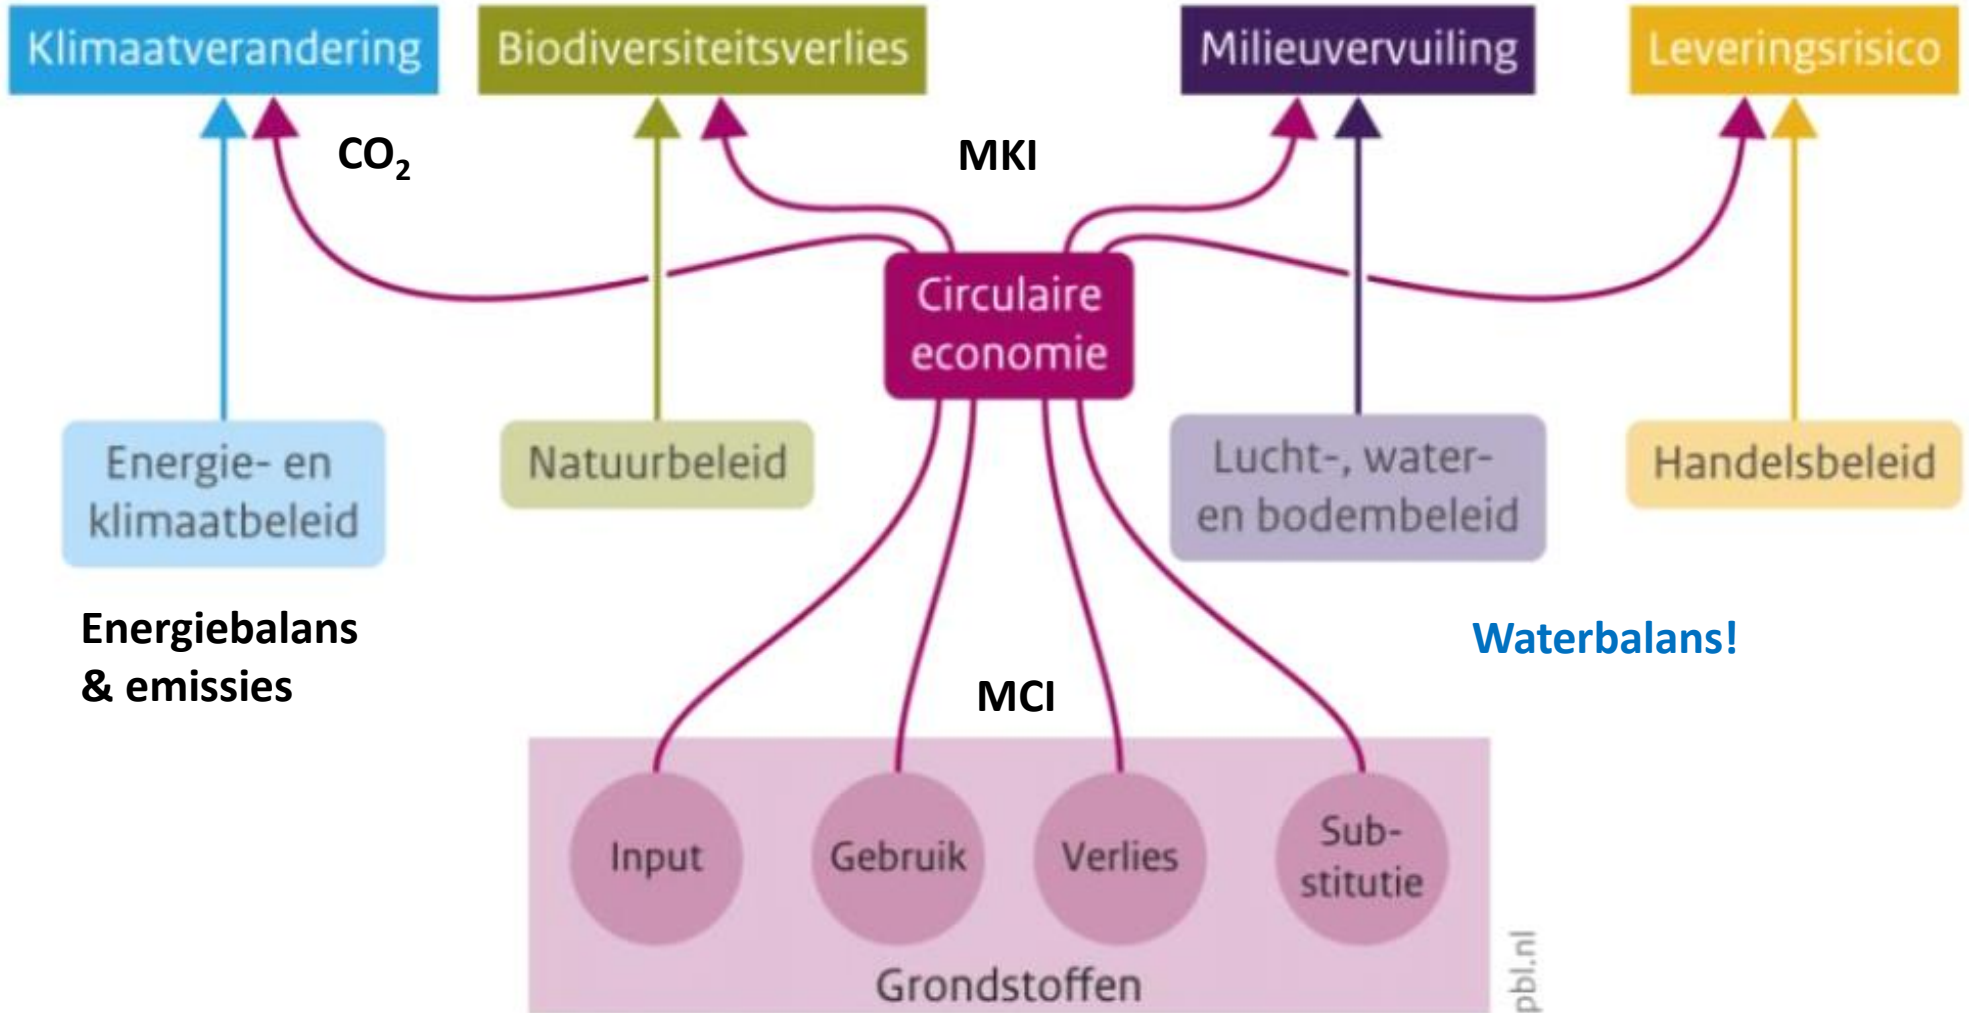 Klimaatverandering
Biodiversiteitsverlies
Milieuvervuiling
Leveringsrisico
CO₂
MKI
Circulaire
economie
Energie- en
klimaatbeleid
Natuurbeleid
Lucht-, water-
en bodembeleid
Handelsbeleid
Energiebalans
& emissies
Waterbalans!
MCI
Input
Gebruik
Verlies
Sub-
stitutie
Grondstoffen
pbl.nl